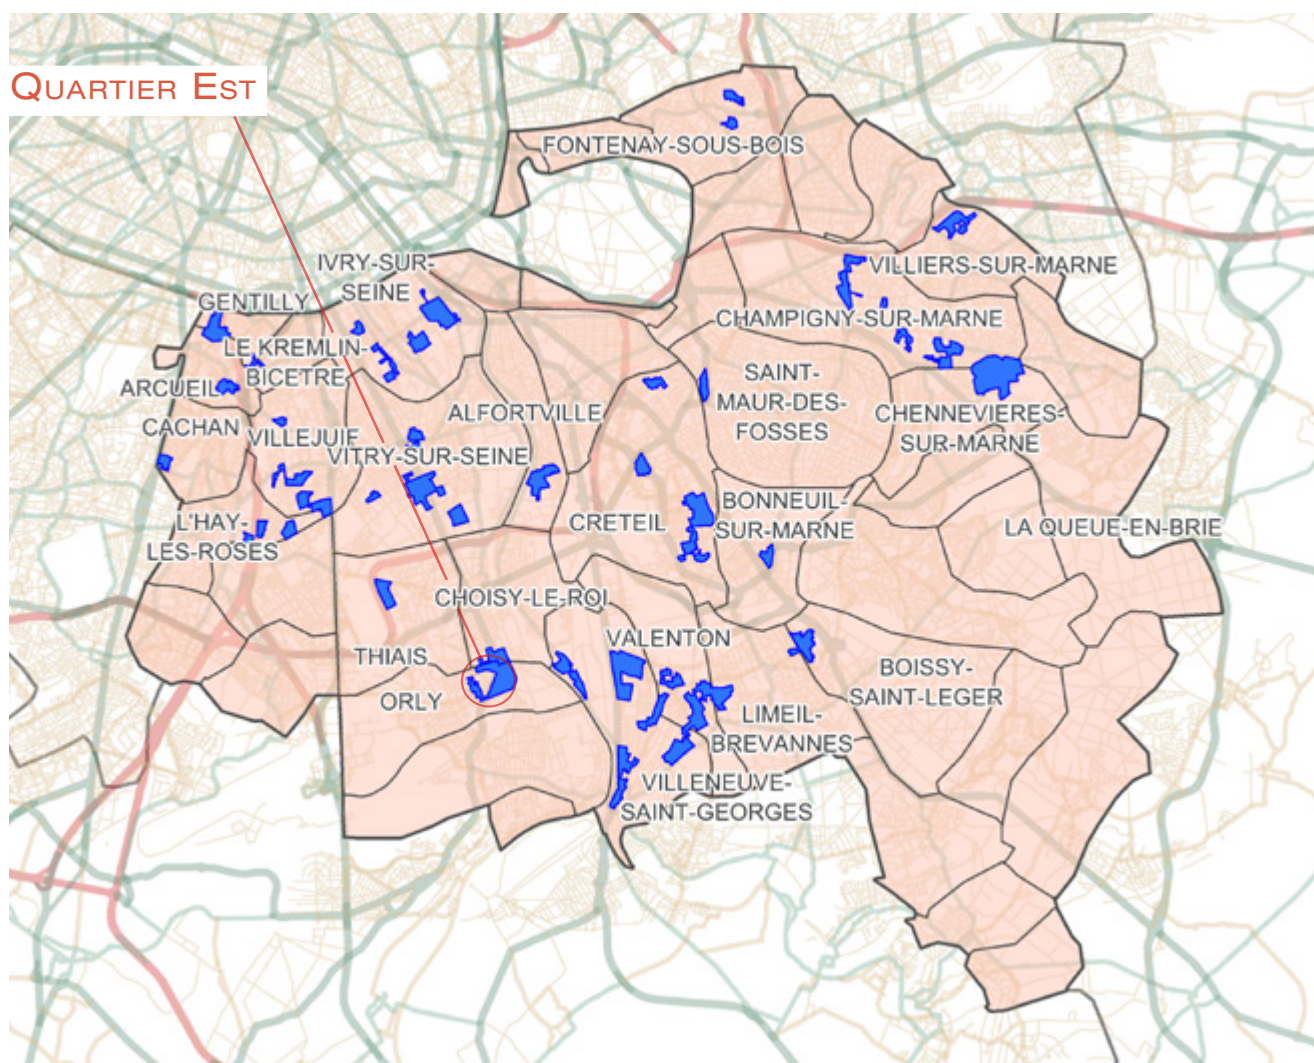 QUARTIER EST
FONTENAY-SOUS-BOIS
IVRY-SUR-
SEINE
VILLIERS-SUR-MARNE
GENTILLY
CHAMPIGNY-SUR-MARNE
LE KREMLIN-
BICETRE
ARCUEIL
SAINT-
MAUR-DES-
FOSSES
ALFORTVILLE
CHENNEVIERES-
SUR-MARNE
CACHAN
VILLEJUIF
VITRY-SUR-SEINE
L'HAY-
LES-ROSES
CRETEIL
BONNEUIL-
SUR-MARNE
LA QUEUE-EN-BRIE
CHOISY-LE-ROI
VALENTON
THIAIS
BOISSY-
SAINT-LEGER
ORLY
LIMEIL-
BREVANNES
VILLENEUVE-
SAINT-GEORGES